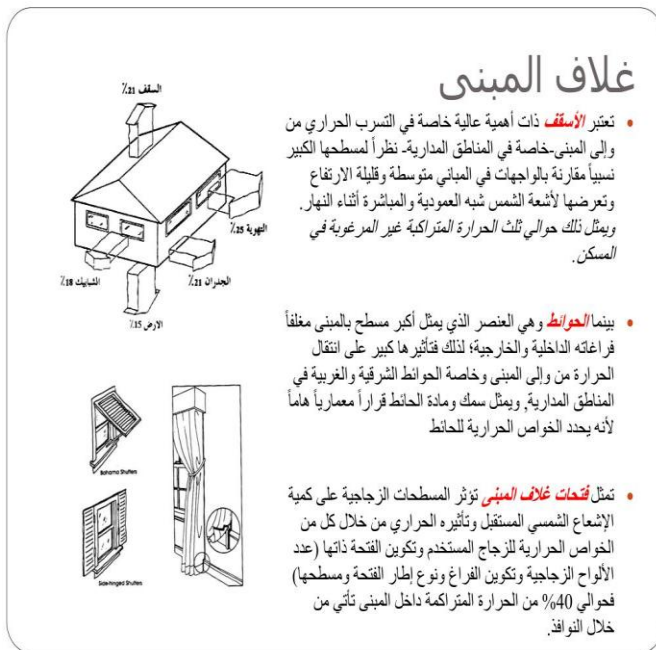 غلاف المبنى
• تعتبر الأسقف ذات أهمية عالية خاصة في التسرب الحراري من
وإلى المبنى-خاصة في المناطق المدارية- نظراً لمسطحها الكبير
نسبياً مقارنة بالواجهات في المباني متوسطة وقليلة الارتفاع
وتعرضها لأشعة الشمس شبه العمودية والمباشرة أثناء النهار.
ويمثل ذلك حوالي ثلث الحرارة المتراكبة غير المرغوبة في
المسكن.
• بينما الحوائط وهي العنصر الذي يمثل أكبر مسطح بالمبنى مغلفاً
فراغاته الداخلية والخارجية؛ لذلك فتأثيرها كبير على انتقال
الحرارة من وإلى المبنى وخاصة الحوائط الشرقية والغربية في
المناطق المدارية, ويمثل سمك ومادة الحائط قراراً معمارياً هاماً
لأنه يحدد الخواص الحرارية للحائط
• تمثل فتحات غلاف المبنى تؤثر المسطحات الزجاجية على كمية
الإشعاع الشمسي المستقبل وتأثيره الحراري من خلال كل من
الخواص الحرارية للزجاج المستخدم وتكوين الفتحة ذاتها (عدد
الألواح الزجاجية وتكوين الفراغ ونوع إطار الفتحة ومسطحها)
فحوالي 40% من الحرارة المتراكمة داخل المبنى تأتي من
خلال النوافذ.
السقف 21٪
التهوية 25٪
الجدران 21٪
الشبابيك 18٪
الارض 15٪
Bahama Shutters
Side-hinged Shutters